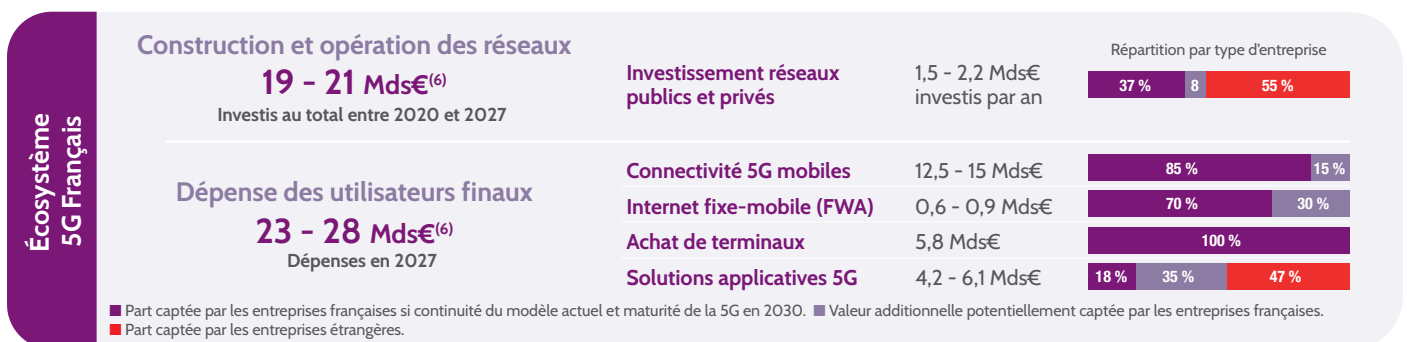 Écosystème
5G Français
Construction et opération des réseaux
19 - 21 Mds€(6)
Investis au total entre 2020 et 2027
Investissement réseaux
publics et privés
1,5 - 2,2 Mds€
investis par an
Répartition par type d'entreprise
37 % 8 55 %
Dépense des utilisateurs finaux
23 - 28 Mds€(6)
Dépenses en 2027
Connectivité 5G mobiles 12,5 - 15 Mds€ 85 % 15 %
Internet fixe-mobile (FWA) 0,6 - 0,9 Mds€ 70 % 30 %
Achat de terminaux 5,8 Mds€ 100 %
Solutions applicatives 5G 4,2 - 6,1 Mds€ 18 % 35 % 47 %
Part captée par les entreprises françaises si continuité du modèle actuel et maturité de la 5G en 2030. Valeur additionnelle potentiellement captée par les entreprises françaises.
Part captée par les entreprises étrangères.